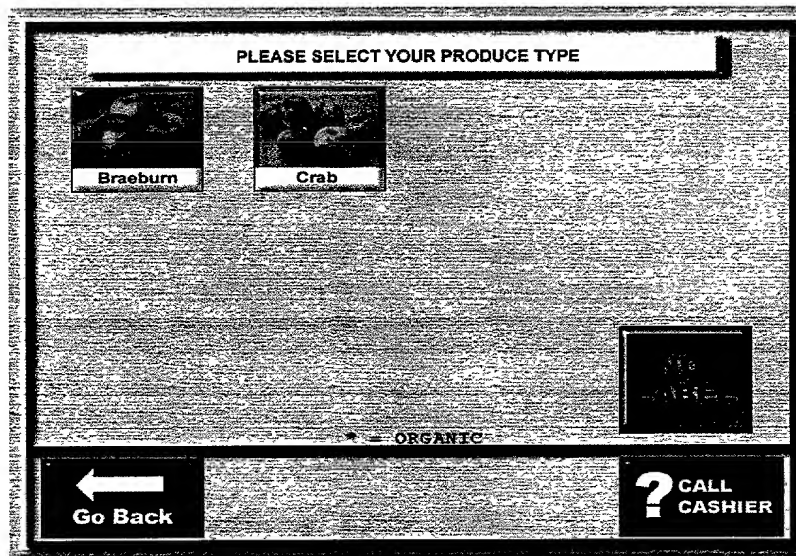 PLEASE SELECT YOUR PRODUCE TYPE
Braeburn
Crab
* = ORGANIC
Go Back
? CALL
CASHIER